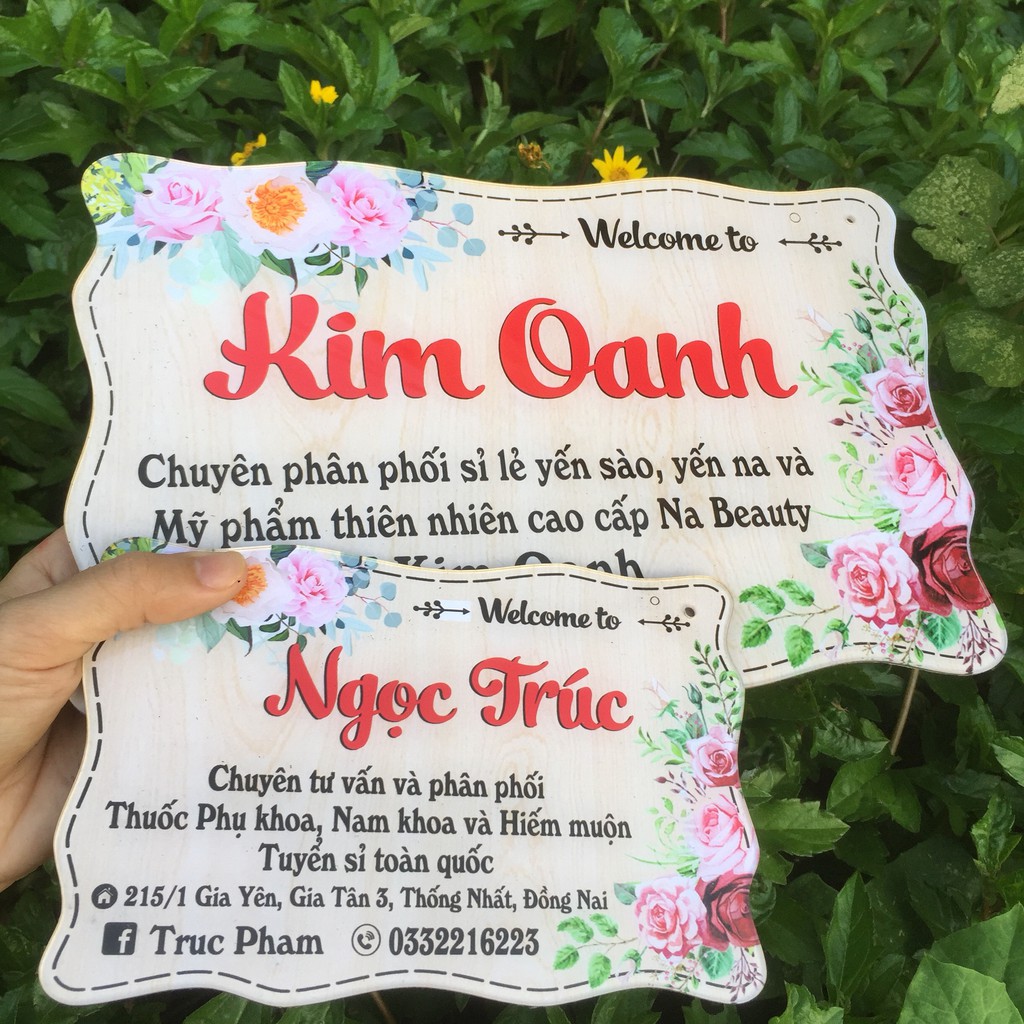 Welcome to
Kim Oanh
Chuyên phân phối sỉ lẻ yến sào, yến na và
Mỹ phẩm thiên nhiên cao cấp Na Beauty
Kim Oanh
Welcome to
Ngọc Trúc
Chuyên tư vấn và phân phối
Thuốc Phụ khoa, Nam khoa và Hiếm muộn
Tuyển sỉ toàn quốc
215/1 Gia Yên, Gia Tân 3, Thống Nhất, Đồng Nai
f Truc Pham 0332216223